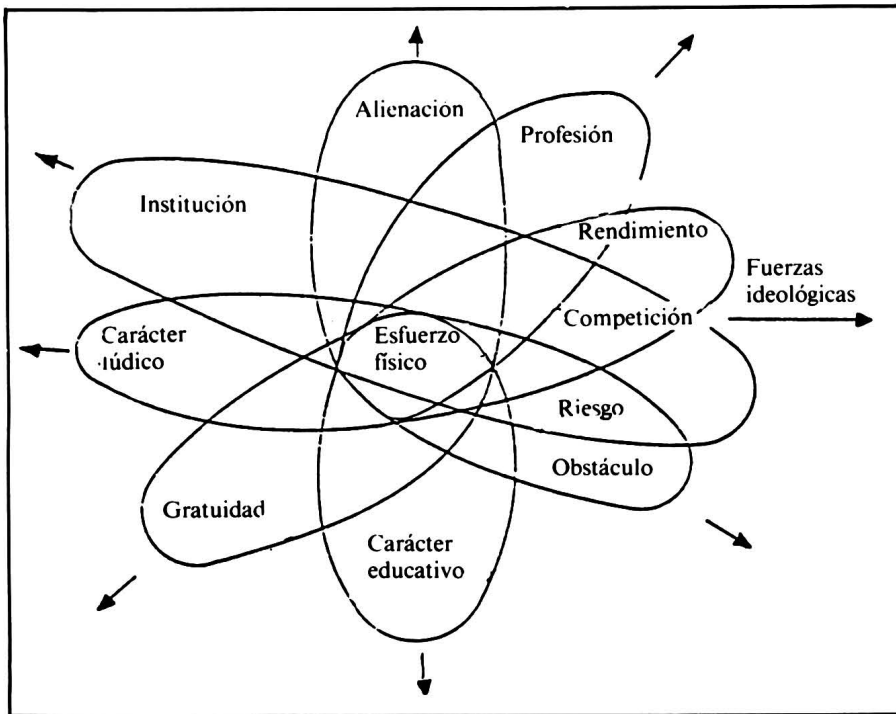 Alienación
Profesión
Institución
Rendimiento
Fuerzas
ideológicas
Competición
Carácter
lúdico
Esfuerzo
físico
Riesgo
Obstáculo
Gratuidad
Carácter
educativo